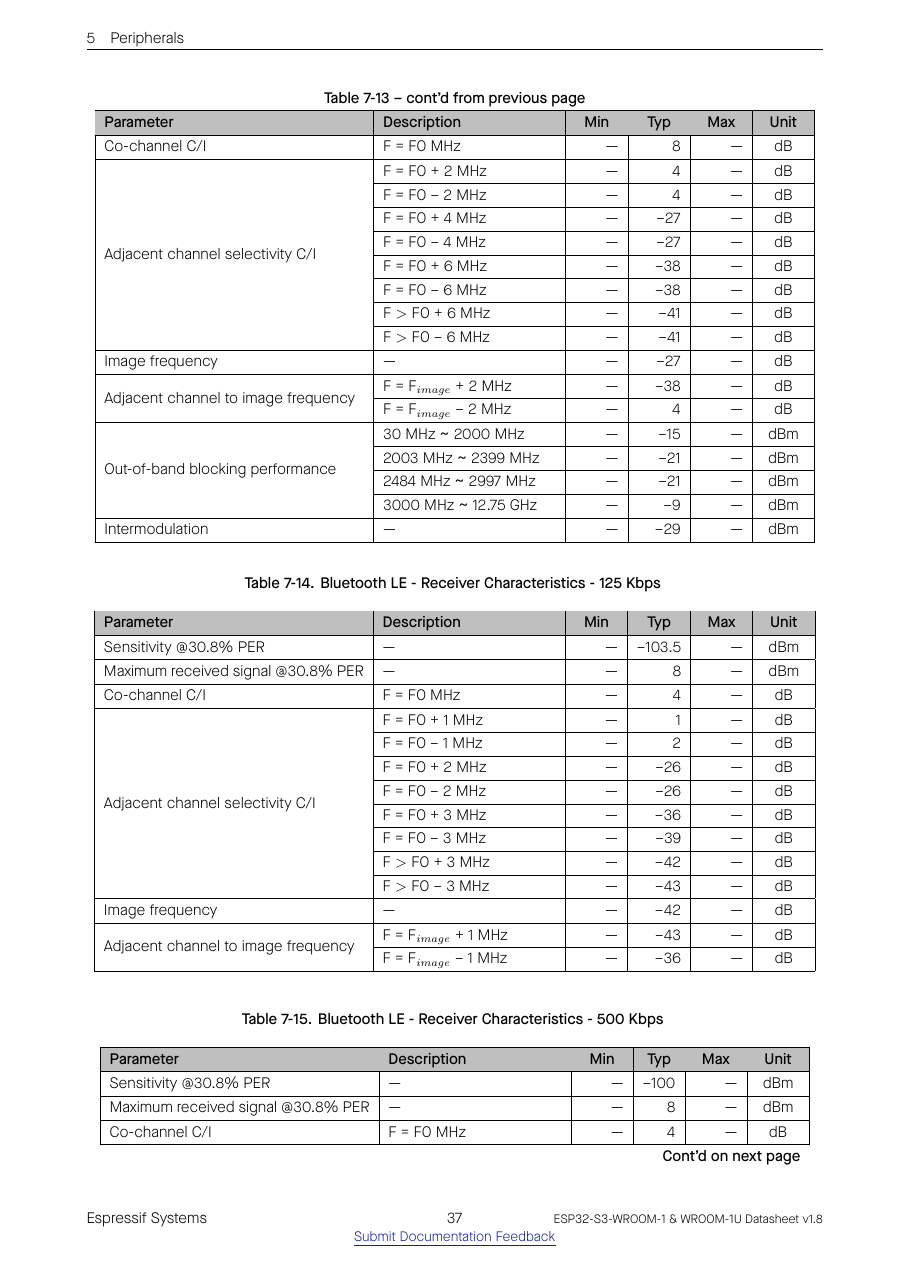 5 Peripherals
Table 7-13 – cont’d from previous page
Parameter Description Min Typ Max Unit
Co-channel C/I F = F0 MHz — 8 — dB
F = F0 + 2 MHz — 4 — dB
F = F0 – 2 MHz — 4 — dB
F = F0 + 4 MHz — –27 — dB
F = F0 – 4 MHz — –27 — dB
Adjacent channel selectivity C/I
F = F0 + 6 MHz — –38 — dB
F = F0 – 6 MHz — –38 — dB
F > F0 + 6 MHz — –41 — dB
F > F0 – 6 MHz — –41 — dB
Image frequency — — –27 — dB
Adjacent channel to image frequency
F = Fimage + 2 MHz — –38 — dB
F = Fimage – 2 MHz — 4 — dB
30 MHz ~ 2000 MHz — –15 — dBm
2003 MHz ~ 2399 MHz — –21 — dBm
Out-of-band blocking performance
2484 MHz ~ 2997 MHz — –21 — dBm
3000 MHz ~ 12.75 GHz — –9 — dBm
Intermodulation — — –29 — dBm
Table 7-14. Bluetooth LE - Receiver Characteristics - 125 Kbps
Parameter Description Min Typ Max Unit
Sensitivity @30.8% PER — — –103.5 — dBm
Maximum received signal @30.8% PER — — 8 — dBm
Co-channel C/I F = F0 MHz — 4 — dB
F = F0 + 1 MHz — 1 — dB
F = F0 – 1 MHz — 2 — dB
F = F0 + 2 MHz — –26 — dB
F = F0 – 2 MHz — –26 — dB
Adjacent channel selectivity C/I
F = F0 + 3 MHz — –36 — dB
F = F0 – 3 MHz — –39 — dB
F > F0 + 3 MHz — –42 — dB
F > F0 – 3 MHz — –43 — dB
Image frequency — — –42 — dB
Adjacent channel to image frequency
F = Fimage + 1 MHz — –43 — dB
F = Fimage – 1 MHz — –36 — dB
Table 7-15. Bluetooth LE - Receiver Characteristics - 500 Kbps
Parameter Description Min Typ Max Unit
Sensitivity @30.8% PER — — –100 — dBm
Maximum received signal @30.8% PER — — 8 — dBm
Co-channel C/I F = F0 MHz — 4 — dB
Cont’d on next page
Espressif Systems 37 ESP32-S3-WROOM-1 & WROOM-1U Datasheet v1.8
Submit Documentation Feedback